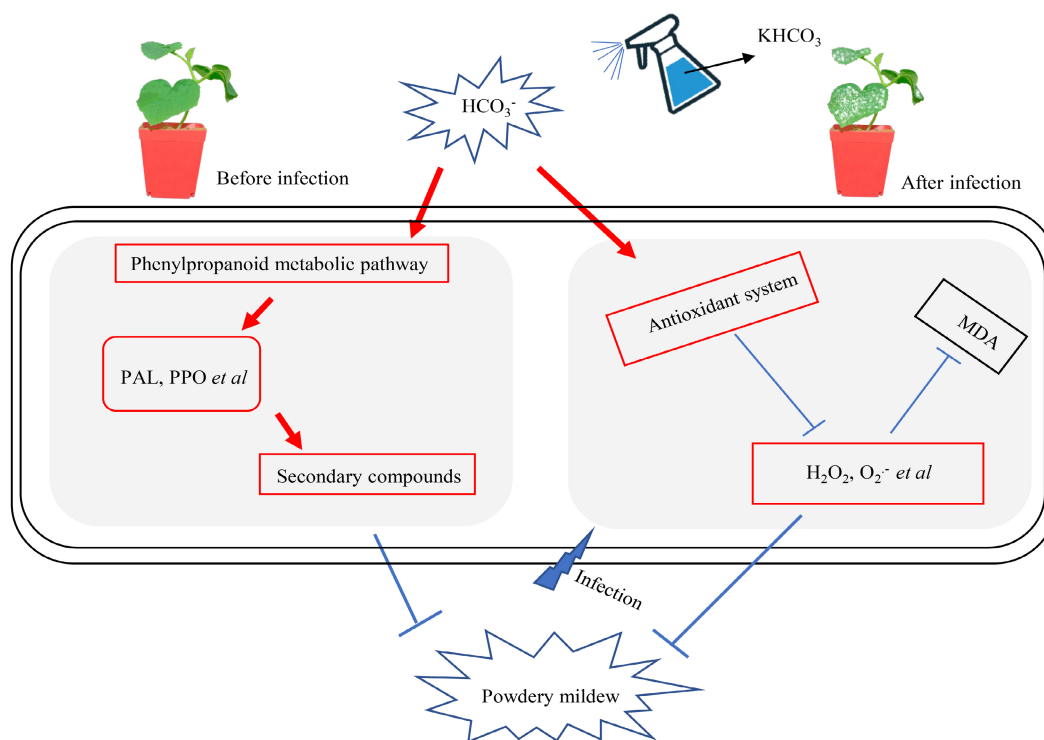 KHCO₃
HCO₃⁻
Before infection
After infection
Phenylpropanoid metabolic pathway
Antioxidant system
MDA
PAL, PPO et al
Secondary compounds
H₂O₂, O₂·⁻ et al
Infection
Powdery mildew